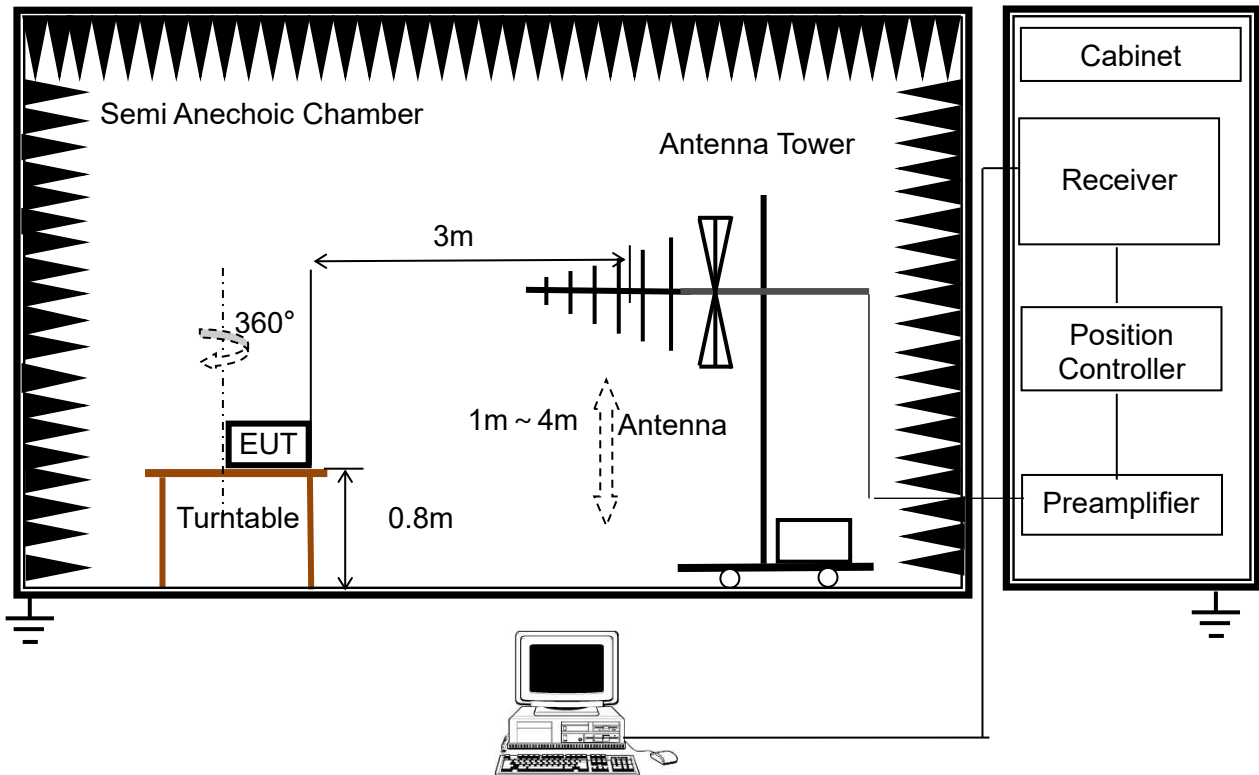 Cabinet
Semi Anechoic Chamber
Antenna Tower
Receiver
3m
360°
Position
Controller
1m ~ 4m
Antenna
EUT
Turntable
0.8m
Preamplifier